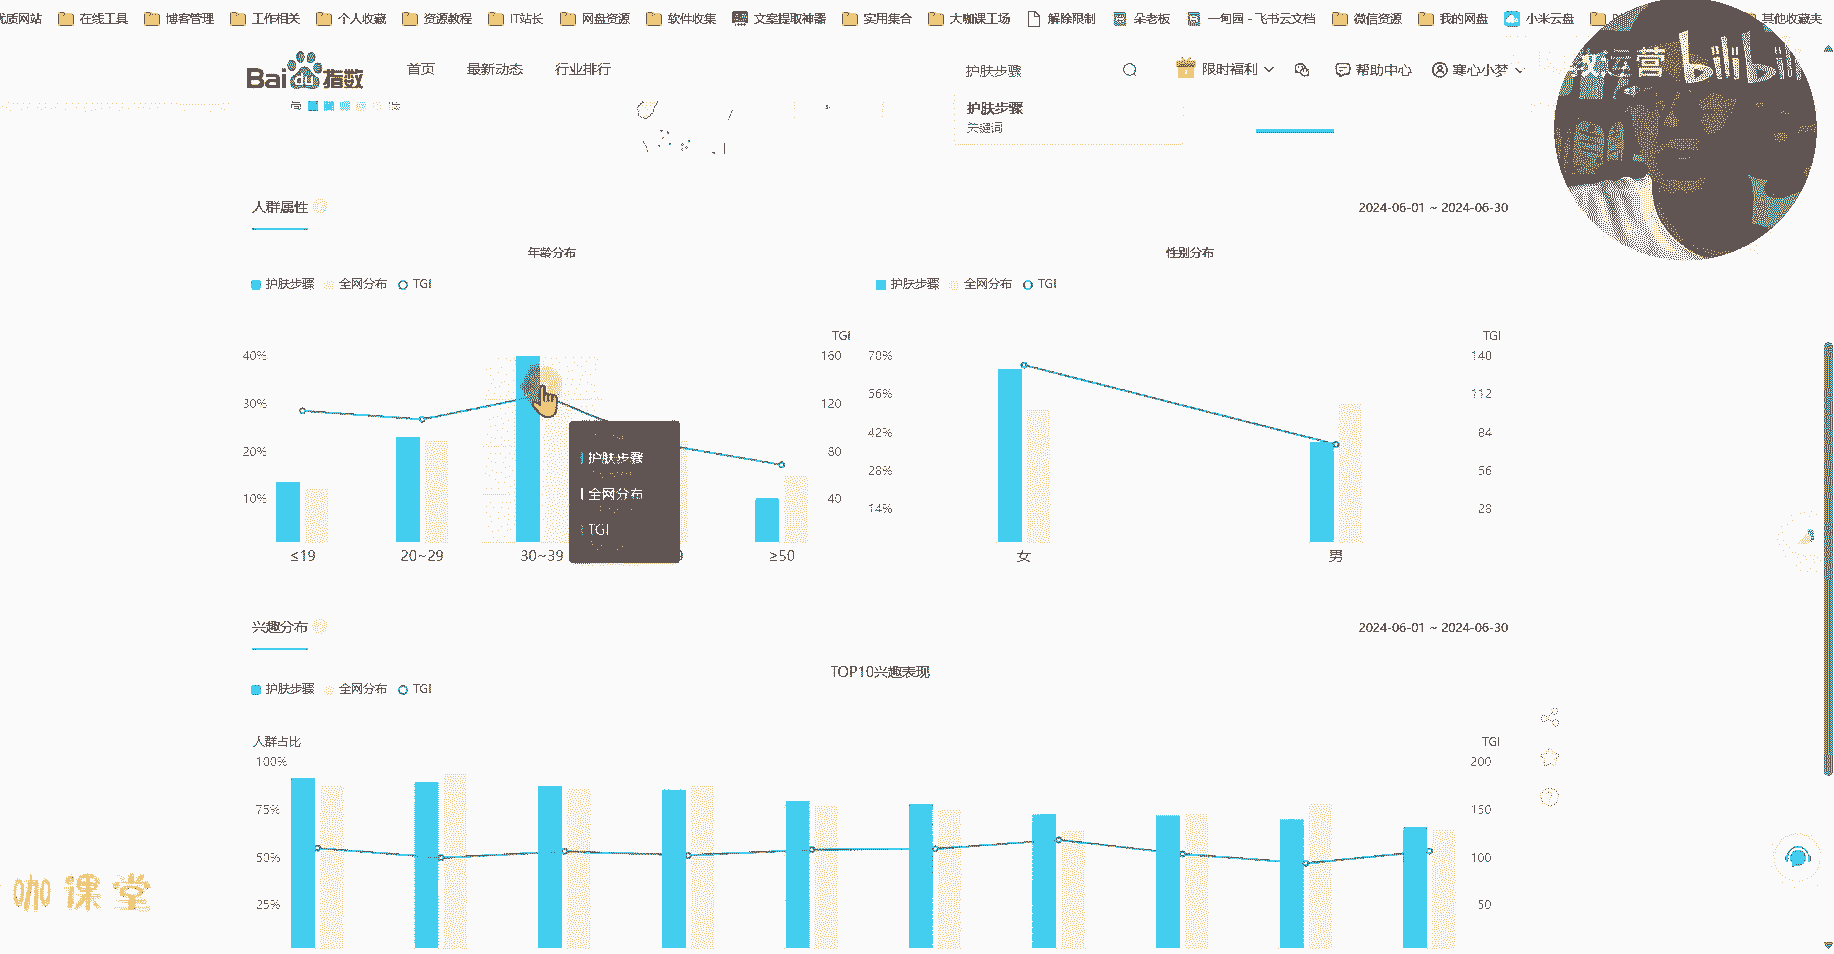 优质网站 在线工具 博客管理 工作相关 个人收藏 资源教程 IT站长 网盘资源 软件收集 文案提取神器 实用集合 大咖课工场 解除限制 朵老板 一甸园 - 飞书云文档 微信资源 我的网盘 小米云盘 其他收藏夹
运营 bilibili
Bai du 指数 首页 最新动态 行业排行 护肤步骤 限时福利 帮助中心 寒心小梦
护肤步骤
关键词
人群属性 2024-06-01 ~ 2024-06-30
年龄分布 性别分布
护肤步骤 全网分布 TGI 护肤步骤 全网分布 TGI
TGI TGI
40% 160 70% 140
56% 112
30% 120
42% 84
20% 80
28% 56
10% 40
14% 28
护肤步骤
全网分布
TGI
≤19 20~29 30~39 9 ≥50 女 男
兴趣分布 2024-06-01 ~ 2024-06-30
TOP10兴趣表现
护肤步骤 全网分布 TGI
人群占比 TGI
100% 200
75% 150
50% 100
25% 50
咖课堂